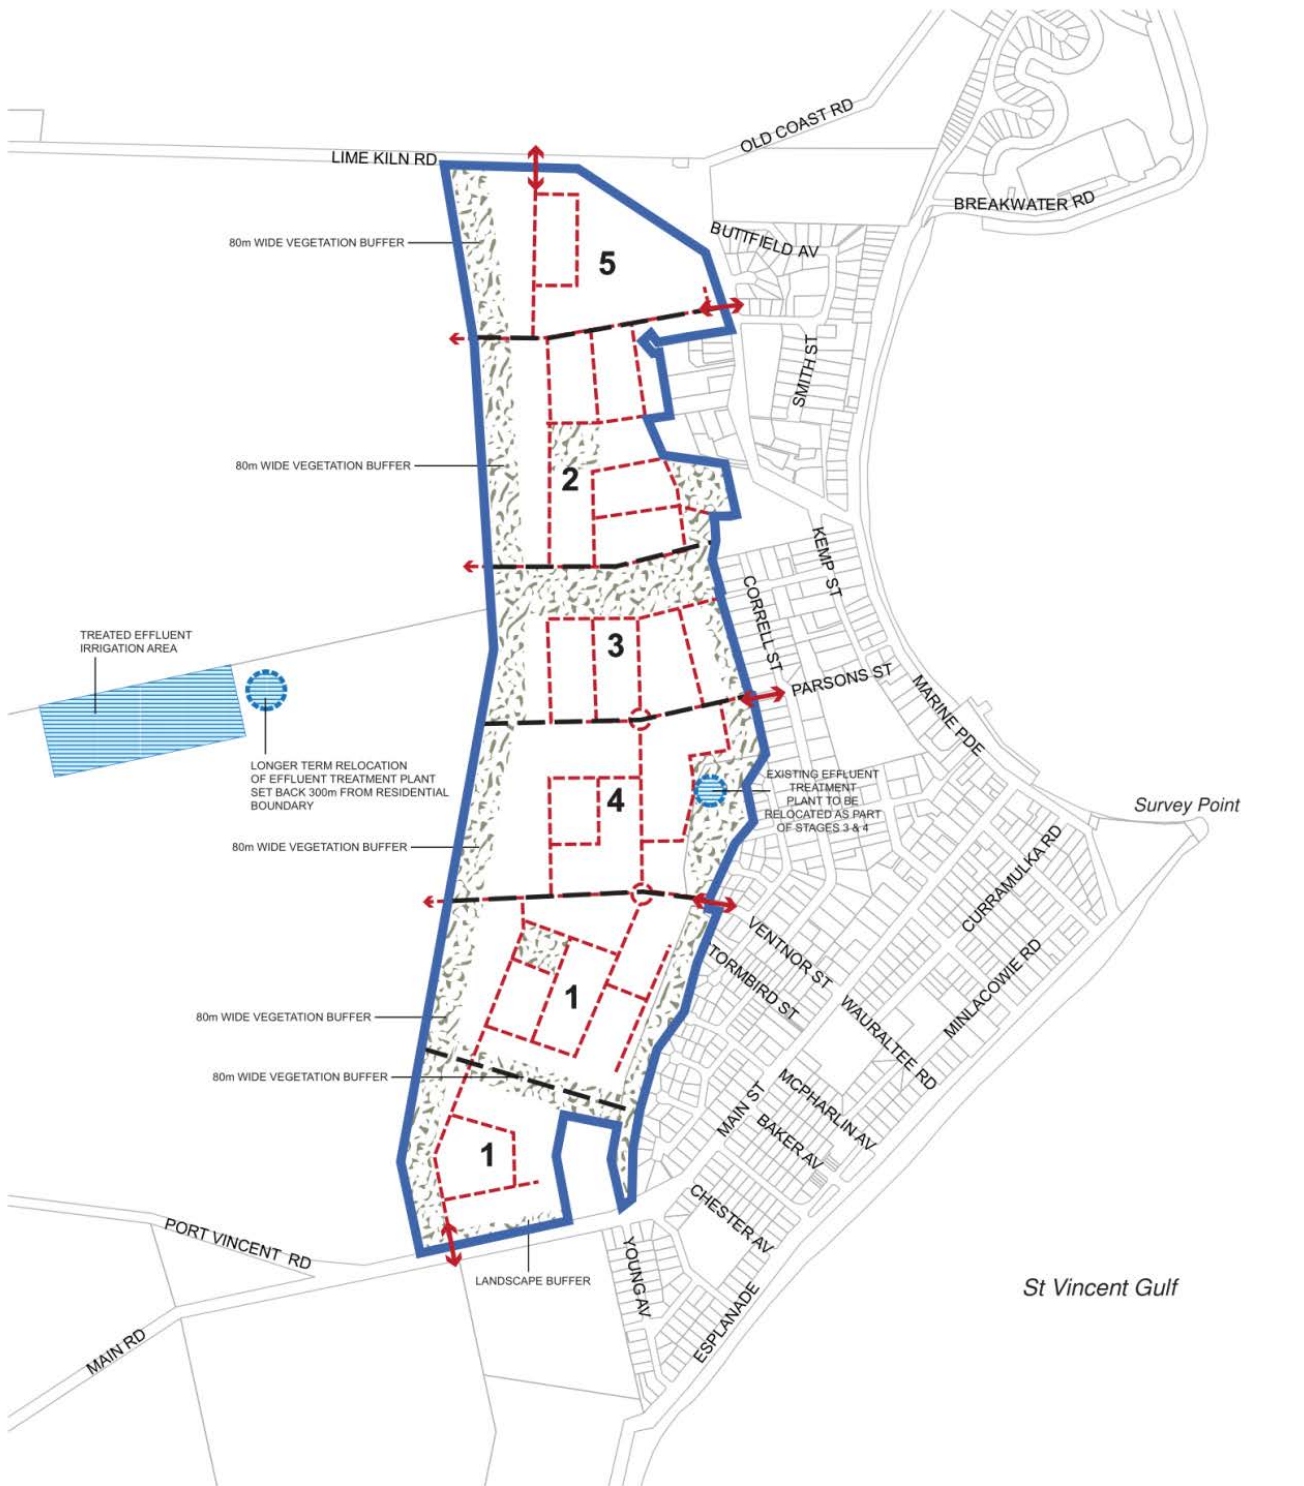 OLD COAST RD
LIME KILN RD
BREAKWATER RD
BUTTFIELD AV
80m WIDE VEGETATION BUFFER
5
SMITH ST
80m WIDE VEGETATION BUFFER
2
KEMP ST
CORRELL ST
TREATED EFFLUENT
IRRIGATION AREA
3
PARSONS ST
MARINE PDE
LONGER TERM RELOCATION
OF EFFLUENT TREATMENT PLANT
SET BACK 300m FROM RESIDENTIAL
BOUNDARY
EXISTING EFFLUENT
TREATMENT
PLANT TO BE
RELOCATED AS PART
OF STAGES 3 & 4
4
Survey Point
80m WIDE VEGETATION BUFFER
CURRAMULKA RD
VENTNOR ST
TORMBIRD ST
MINLACOWIE RD
1
80m WIDE VEGETATION BUFFER
WAURALTEE RD
80m WIDE VEGETATION BUFFER
MCPHARLIN AV
MAIN ST
BAKER AV
1
CHESTER AV
PORT VINCENT RD
YOUNG AV
LANDSCAPE BUFFER
ESPLANADE
St Vincent Gulf
MAIN RD